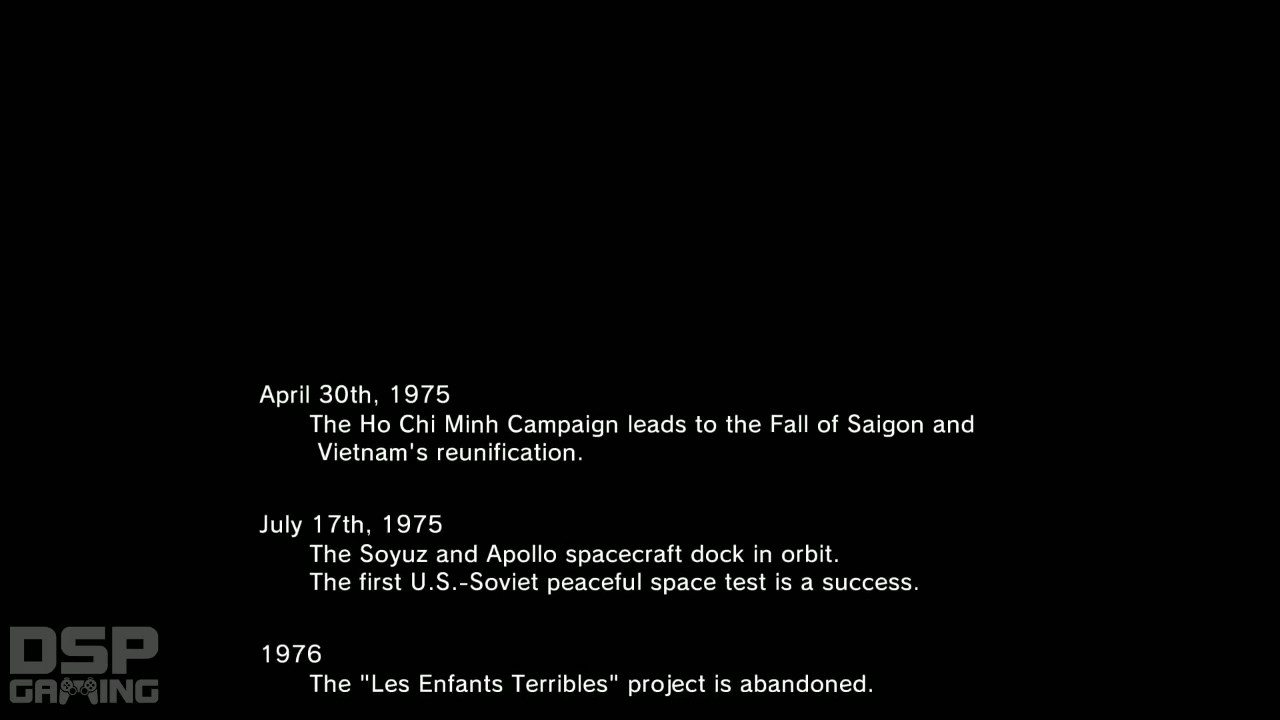 April 30th, 1975
The Ho Chi Minh Campaign leads to the Fall of Saigon and
Vietnam's reunification.
July 17th, 1975
The Soyuz and Apollo spacecraft dock in orbit.
The first U.S.-Soviet peaceful space test is a success.
1976
The "Les Enfants Terribles" project is abandoned.
DSP
GAMING